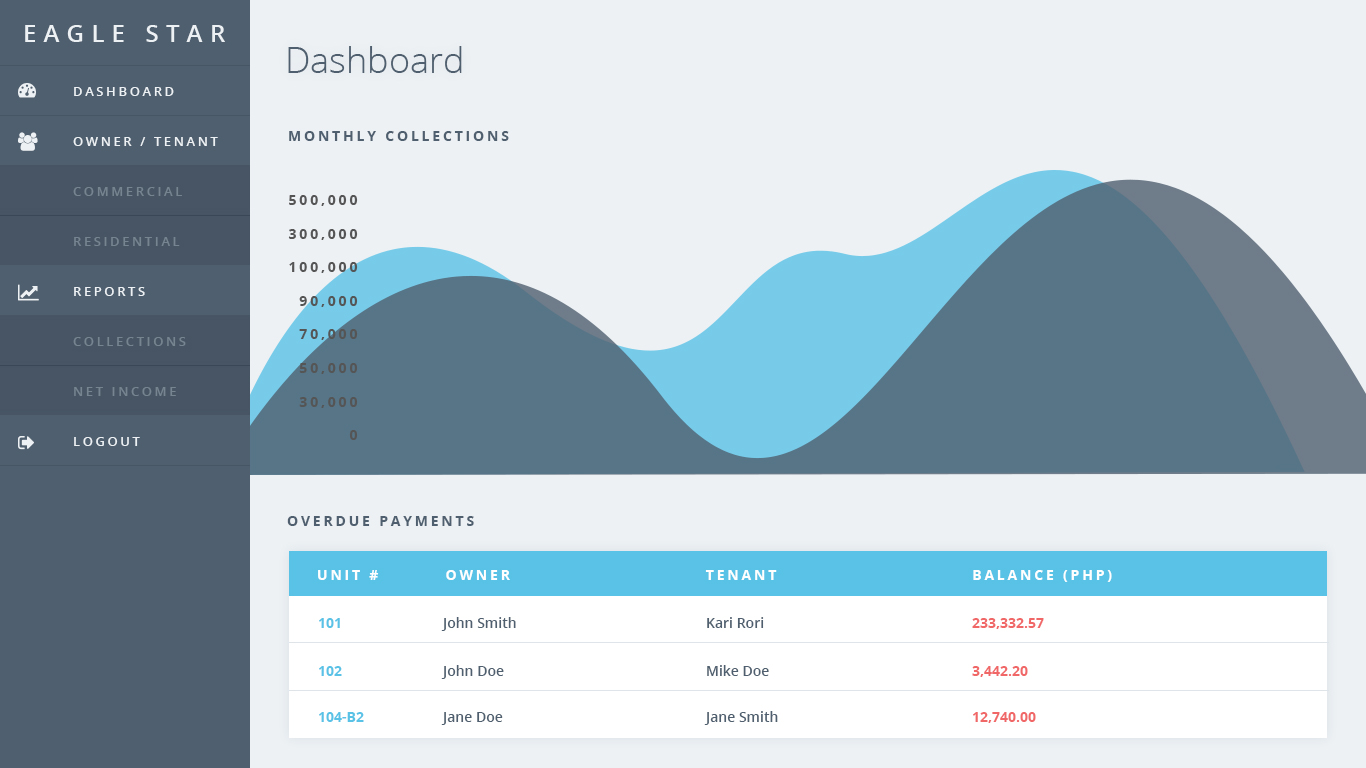 EAGLE STAR
DASHBOARD
OWNER / TENANT
COMMERCIAL
RESIDENTIAL
REPORTS
COLLECTIONS
NET INCOME
LOGOUT
Dashboard
MONTHLY COLLECTIONS
500,000
300,000
100,000
90,000
70,000
50,000
30,000
0
OVERDUE PAYMENTS
UNIT # OWNER TENANT BALANCE (PHP)
101 John Smith Kari Rori 233,332.57
102 John Doe Mike Doe 3,442.20
104-B2 Jane Doe Jane Smith 12,740.00